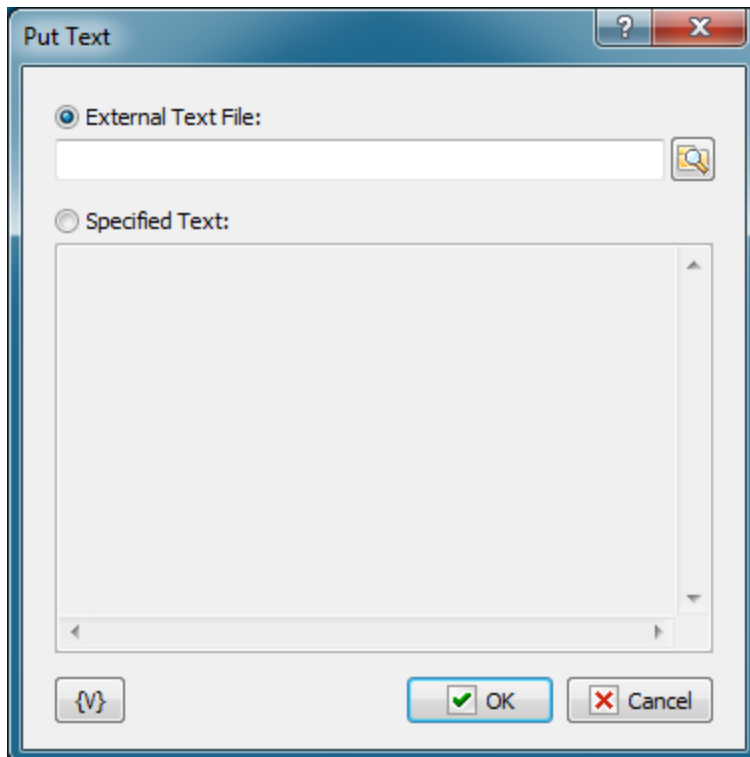 Put Text
?
External Text File:
Specified Text:
{V}
OK
Cancel